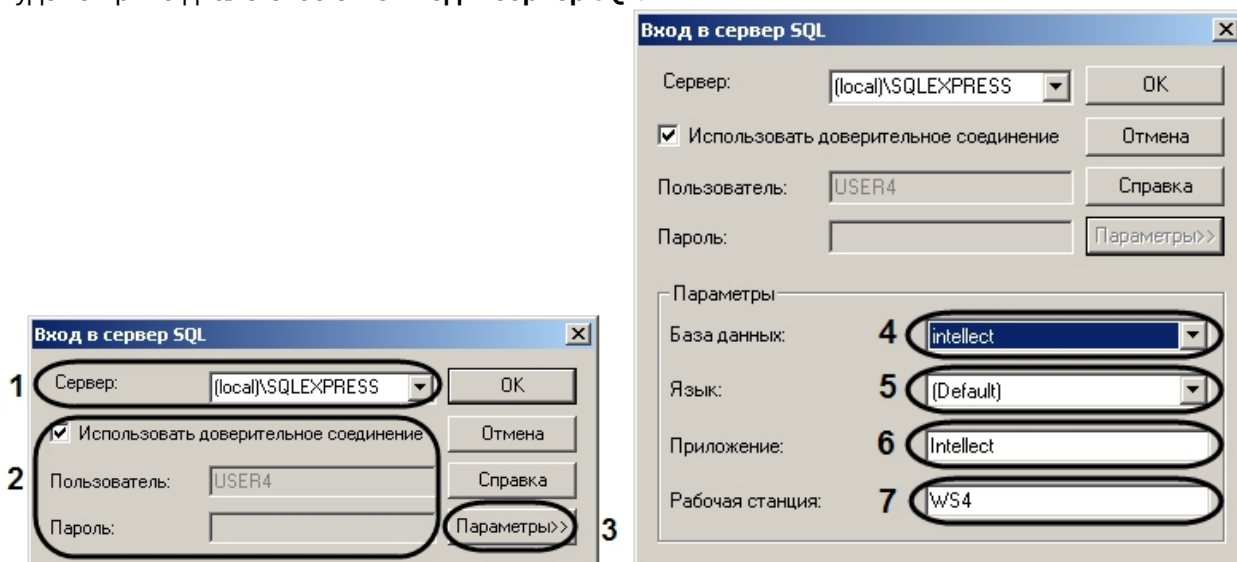 Вход в сервер SQL
1 Сервер: (local)\SQLEXPRESS OK
Использовать доверительное соединение Отмена
2 Пользователь: USER4 Справка
Пароль: Параметры>> 3
Вход в сервер SQL
Сервер: (local)\SQLEXPRESS OK
Использовать доверительное соединение Отмена
Пользователь: USER4 Справка
Пароль: Параметры>>
Параметры
База данных: 4 intellect
Язык: 5 (Default)
Приложение: 6 Intellect
Рабочая станция: 7 WS4